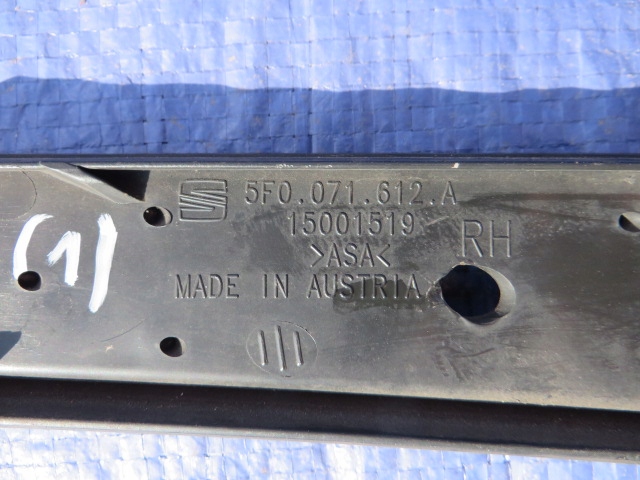 5F0.071.612.A
15001519
>ASA<
RH
MADE IN AUSTRIA
(1)